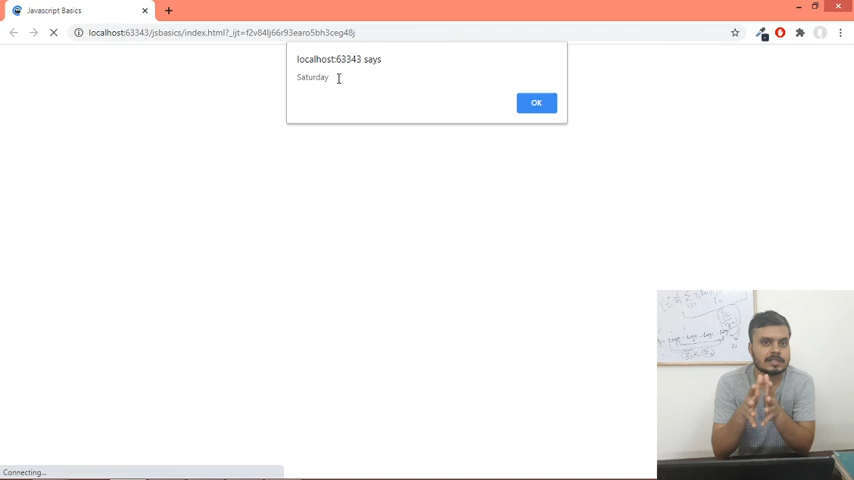 Javascript Basics
localhost:63343/jsbasics/index.html?_ijt=f2v84lj66r93earo5bh3ceg48j
localhost:63343 says
Saturday
OK
Connecting...